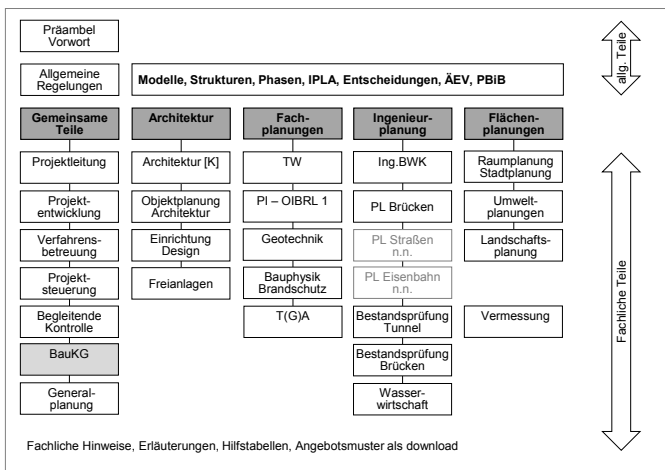 Präambel
Vorwort
allg. Teile
Allgemeine
Regelungen
Modelle, Strukturen, Phasen, IPLA, Entscheidungen, ÄEV, PBiB
Gemeinsame
Teile
Architektur
Fach-
planungen
Ingenieur-
planung
Flächen-
planungen
Projektleitung
Architektur [K]
TW
Ing.BWK
Raumplanung
Stadtplanung
Projekt-
entwicklung
Objektplanung
Architektur
PI – OIBRL 1
PL Brücken
Umwelt-
planungen
Verfahrens-
betreuung
Einrichtung
Design
Geotechnik
PL Straßen
n.n.
Landschafts-
planung
Projekt-
steuerung
Freianlagen
Bauphysik
Brandschutz
PL Eisenbahn
n.n.
Begleitende
Kontrolle
T(G)A
Bestandsprüfung
Tunnel
Vermessung
BauKG
Bestandsprüfung
Brücken
General-
planung
Wasser-
wirtschaft
Fachliche Teile
Fachliche Hinweise, Erläuterungen, Hilfstabellen, Angebotsmuster als download